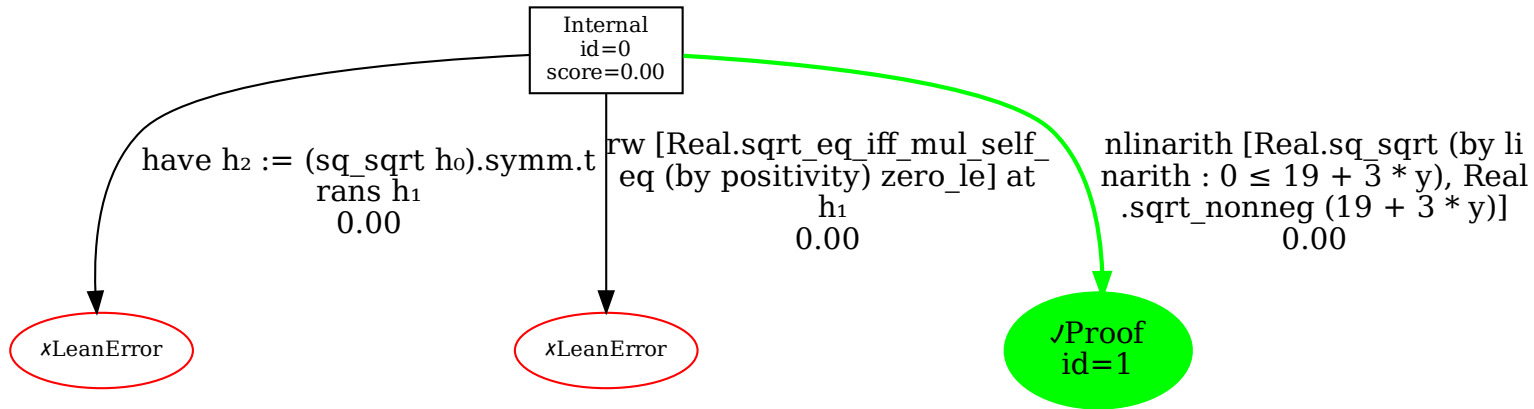 Internal
id=0
score=0.00
have h₂ := (sq_sqrt h₀).symm.t
rans h₁
0.00
rw [Real.sqrt_eq_iff_mul_self_
eq (by positivity) zero_le] at
h₁
0.00
nlinarith [Real.sq_sqrt (by li
narith : 0 ≤ 19 + 3 * y), Real
.sqrt_nonneg (19 + 3 * y)]
0.00
✗LeanError
✗LeanError
✓Proof
id=1